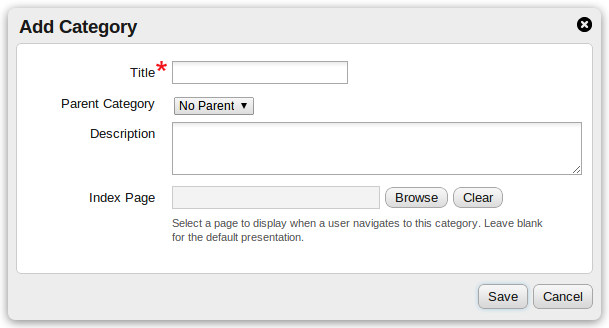 Add Category
Title*
Parent Category No Parent ▼
Description
Index Page Browse Clear
Select a page to display when a user navigates to this category. Leave blank
for the default presentation.
Save Cancel